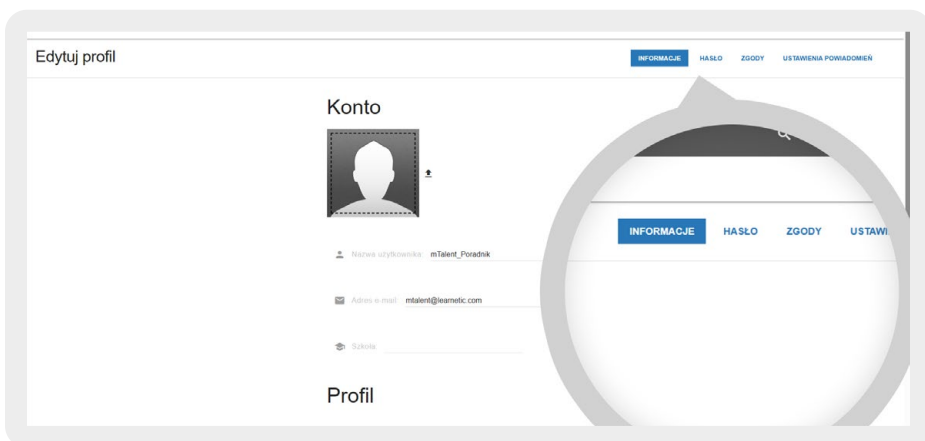 Edytuj profil
INFORMACJE HASŁO ZGODY USTAWIENIA POWIADOMIEŃ
Konto
INFORMACJE HASŁO ZGODY USTAWI
Nazwa użytkownika mTalent_Poradnik
Adres e-mail mtalent@learnetic.com
Szkoła
Profil